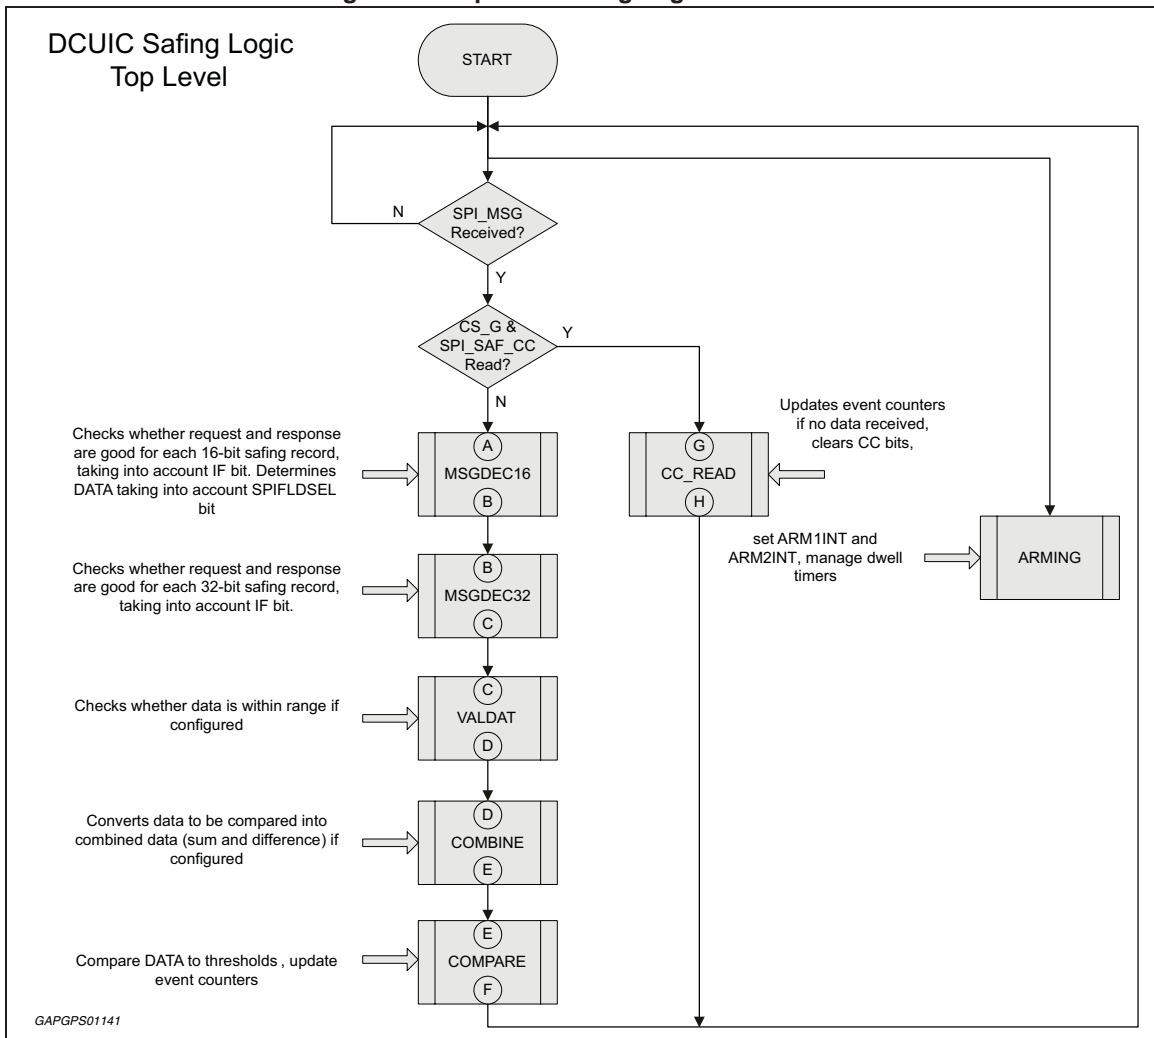 DCUIC Safing Logic
Top Level
START
SPI_MSG
Received?
N
Y
CS_G &
SPI_SAF_CC
Read?
Y
N
Checks whether request and response
are good for each 16-bit safing record,
taking into account IF bit. Determines
DATA taking into account SPIFLDSEL
bit
A
MSGDEC16
B
Updates event counters
if no data received,
clears CC bits,
G
CC_READ
H
set ARM1INT and
ARM2INT, manage dwell
timers
ARMING
Checks whether request and response
are good for each 32-bit safing record,
taking into account IF bit.
B
MSGDEC32
C
Checks whether data is within range if
configured
C
VALDAT
D
Converts data to be compared into
combined data (sum and difference) if
configured
D
COMBINE
E
Compare DATA to thresholds , update
event counters
E
COMPARE
F
GAPGPS01141